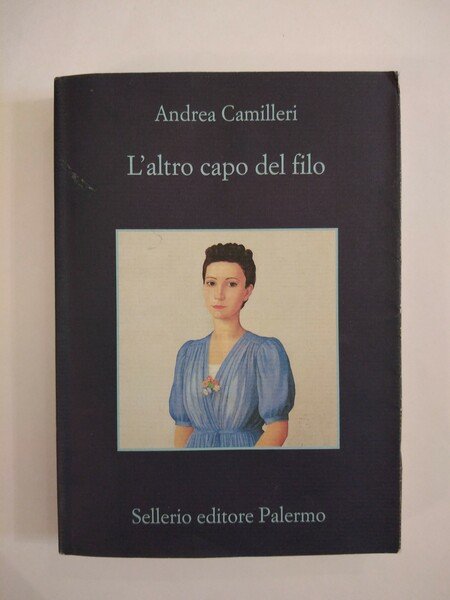 Andrea Camilleri
L'altro capo del filo
Sellerio editore Palermo